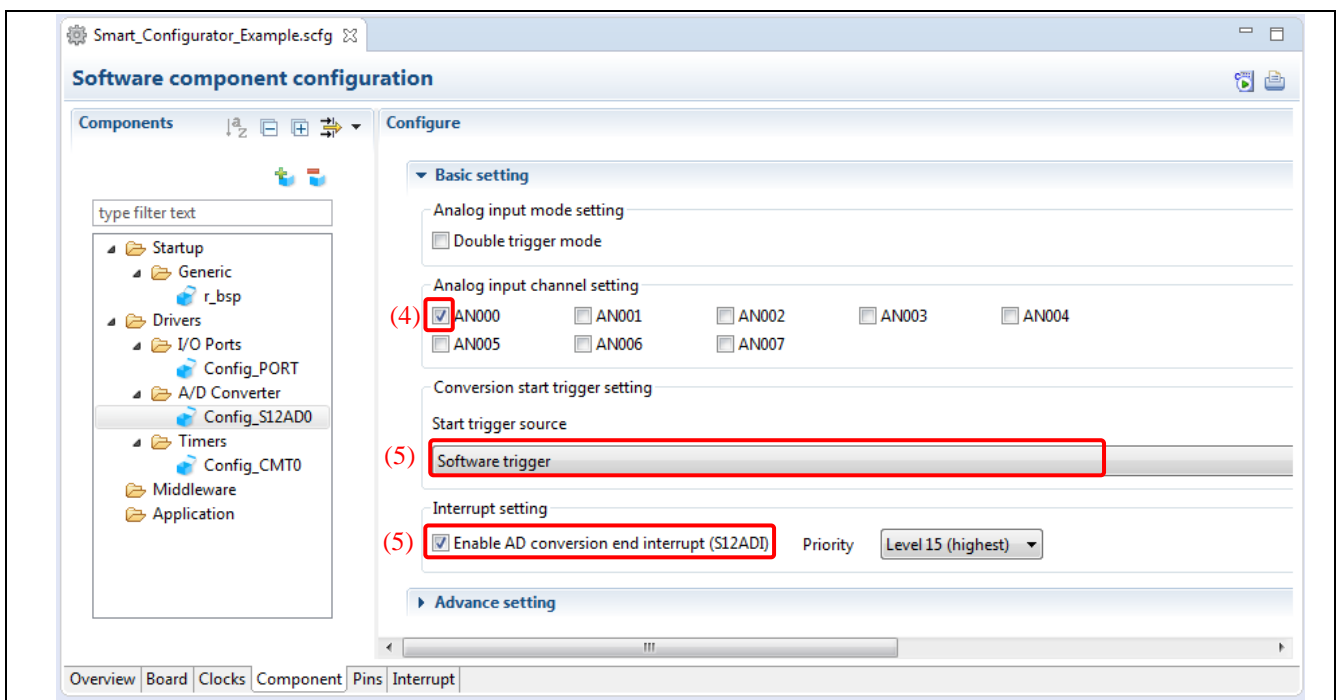 Smart_Configurator_Example.scfg
Software component configuration
Components
Configure
type filter text
Startup
Generic
r_bsp
Drivers
I/O Ports
Config_PORT
A/D Converter
Config_S12AD0
Timers
Config_CMT0
Middleware
Application
Basic setting
Analog input mode setting
Double trigger mode
Analog input channel setting
(4) AN000 AN001 AN002 AN003 AN004
AN005 AN006 AN007
Conversion start trigger setting
Start trigger source
(5) Software trigger
Interrupt setting
(5) Enable AD conversion end interrupt (S12ADI) Priority Level 15 (highest)
Advance setting
Overview Board Clocks Component Pins Interrupt